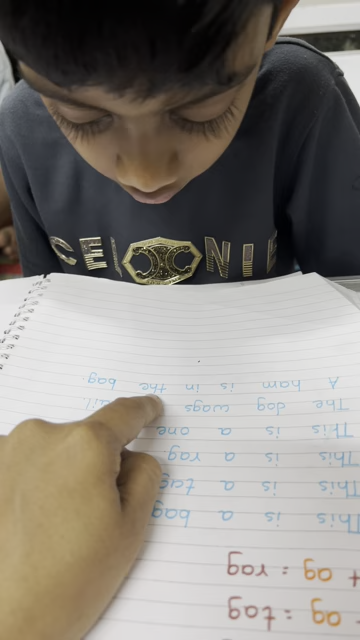 ag = tag
+ ag = rag
This is a bag
This is a tag
This is a rag
This is a one
The dog wags
A ham is in the bag